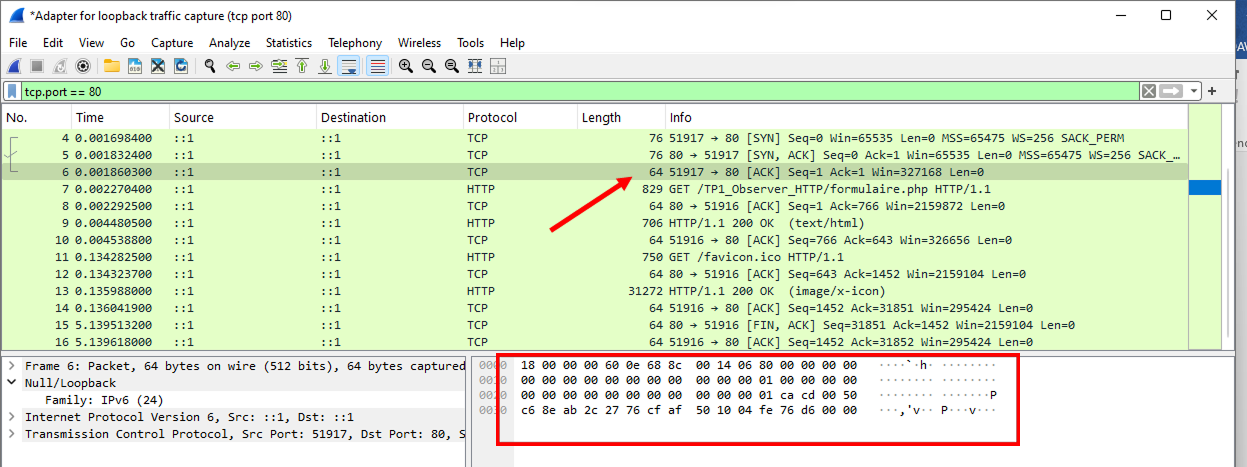 *Adapter for loopback traffic capture (tcp port 80)
File Edit View Go Capture Analyze Statistics Telephony Wireless Tools Help
tcp.port == 80
No. Time Source Destination Protocol Length Info
4 0.001698400 ::1 ::1 TCP 76 51917 → 80 [SYN] Seq=0 Win=65535 Len=0 MSS=65475 WS=256 SACK_PERM
5 0.001832400 ::1 ::1 TCP 76 80 → 51917 [SYN, ACK] Seq=0 Ack=1 Win=65535 Len=0 MSS=65475 WS=256 SACK_…
6 0.001860300 ::1 ::1 TCP 64 51917 → 80 [ACK] Seq=1 Ack=1 Win=327168 Len=0
7 0.002270400 ::1 ::1 HTTP 829 GET /TP1_Observer_HTTP/formulaire.php HTTP/1.1
8 0.002292500 ::1 ::1 TCP 64 80 → 51916 [ACK] Seq=1 Ack=766 Win=2159872 Len=0
9 0.004480500 ::1 ::1 HTTP 706 HTTP/1.1 200 OK (text/html)
10 0.004538800 ::1 ::1 TCP 64 51916 → 80 [ACK] Seq=766 Ack=643 Win=326656 Len=0
11 0.134282500 ::1 ::1 HTTP 750 GET /favicon.ico HTTP/1.1
12 0.134323700 ::1 ::1 TCP 64 80 → 51916 [ACK] Seq=643 Ack=1452 Win=2159104 Len=0
13 0.135988000 ::1 ::1 HTTP 31272 HTTP/1.1 200 OK (image/x-icon)
14 0.136041900 ::1 ::1 TCP 64 51916 → 80 [ACK] Seq=1452 Ack=31851 Win=295424 Len=0
15 5.139513200 ::1 ::1 TCP 64 80 → 51916 [FIN, ACK] Seq=31851 Ack=1452 Win=2159104 Len=0
16 5.139618000 ::1 ::1 TCP 64 51916 → 80 [ACK] Seq=1452 Ack=31852 Win=295424 Len=0
Frame 6: Packet, 64 bytes on wire (512 bits), 64 bytes captured
Null/Loopback
Family: IPv6 (24)
Internet Protocol Version 6, Src: ::1, Dst: ::1
Transmission Control Protocol, Src Port: 51917, Dst Port: 80, S
0000 18 00 00 00 60 0e 68 8c 00 14 06 80 00 00 00 00 ····`·h· ········
0010 00 00 00 00 00 00 00 00 00 00 00 01 00 00 00 00 ········ ········
0020 00 00 00 00 00 00 00 00 00 00 00 01 ca cd 00 50 ········ ·······P
0030 c6 8e ab 2c 27 76 cf af 50 10 04 fe 76 d6 00 00 ···,'v·· P···v···